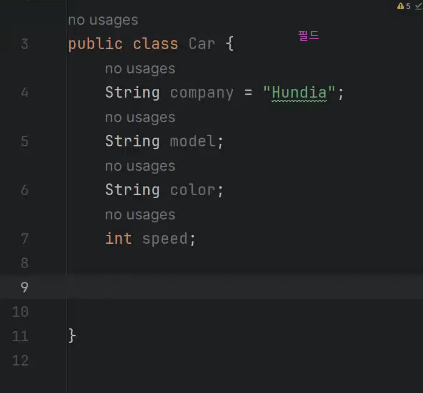 5
no usages
3 public class Car { 필드
no usages
4 String company = "Hundia";
no usages
5 String model;
no usages
6 String color;
no usages
7 int speed;
8
9
10
11 }
12